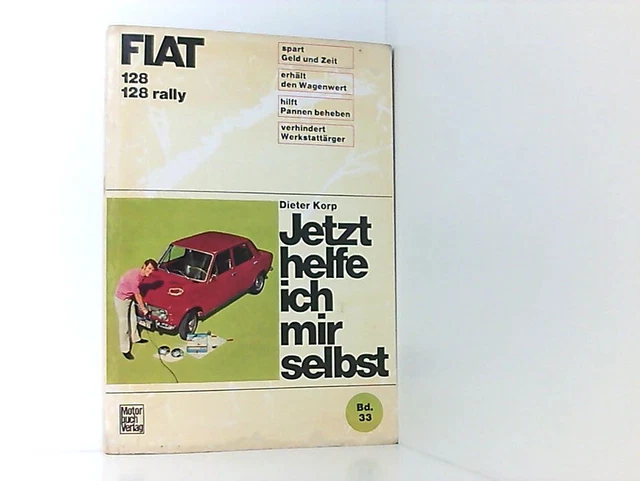 FIAT
128
128 rally
spart
Geld und Zeit
erhält
den Wagenwert
hilft
Pannen beheben
verhindert
Werkstattärger
Dieter Korp
Jetzt
helfe
ich
mir
selbst
Motor
buch
Verlag
Bd.
33